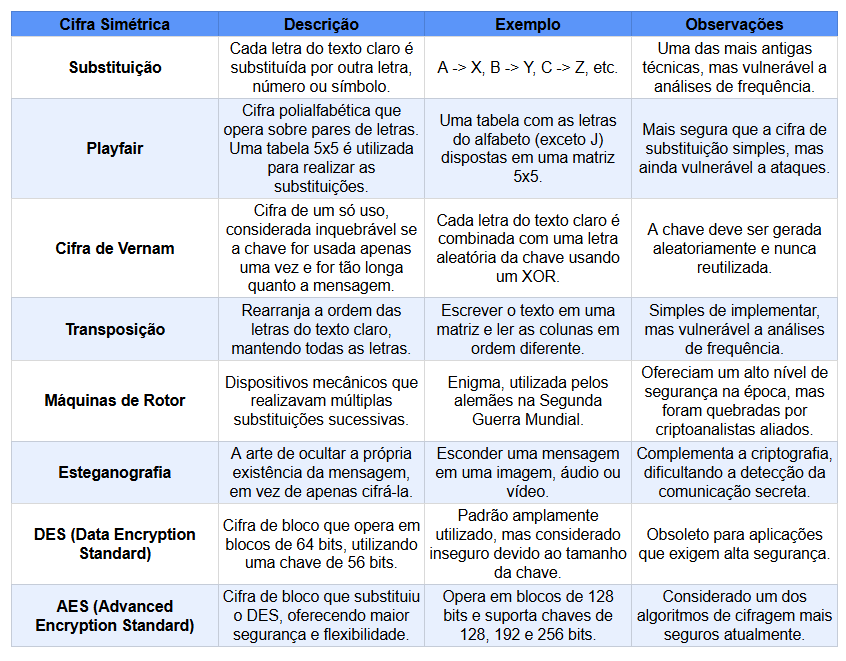 Cifra Simétrica Descrição Exemplo Observações
Substituição
Cada letra do texto claro é
substituída por outra letra,
número ou símbolo.
A -> X, B -> Y, C -> Z, etc.
Uma das mais antigas
técnicas, mas vulnerável a
análises de frequência.
Playfair
Cifra polialfabética que
opera sobre pares de letras.
Uma tabela 5x5 é utilizada
para realizar as
substituições.
Uma tabela com as letras
do alfabeto (exceto J)
dispostas em uma matriz
5x5.
Mais segura que a cifra de
substituição simples, mas
ainda vulnerável a ataques.
Cifra de Vernam
Cifra de um só uso,
considerada inquebrável se
a chave for usada apenas
uma vez e for tão longa
quanto a mensagem.
Cada letra do texto claro é
combinada com uma letra
aleatória da chave usando
um XOR.
A chave deve ser gerada
aleatoriamente e nunca
reutilizada.
Transposição
Rearranja a ordem das
letras do texto claro,
mantendo todas as letras.
Escrever o texto em uma
matriz e ler as colunas em
ordem diferente.
Simples de implementar,
mas vulnerável a análises
de frequência.
Máquinas de Rotor
Dispositivos mecânicos que
realizavam múltiplas
substituições sucessivas.
Enigma, utilizada pelos
alemães na Segunda
Guerra Mundial.
Ofereciam um alto nível de
segurança na época, mas
foram quebradas por
criptoanalistas aliados.
Esteganografia
A arte de ocultar a própria
existência da mensagem,
em vez de apenas cifrá-la.
Esconder uma mensagem
em uma imagem, áudio ou
vídeo.
Complementa a criptografia,
dificultando a detecção da
comunicação secreta.
DES (Data Encryption
Standard)
Cifra de bloco que opera em
blocos de 64 bits, utilizando
uma chave de 56 bits.
Padrão amplamente
utilizado, mas considerado
inseguro devido ao tamanho
da chave.
Obsoleto para aplicações
que exigem alta segurança.
AES (Advanced
Encryption Standard)
Cifra de bloco que substituiu
o DES, oferecendo maior
segurança e flexibilidade.
Opera em blocos de 128
bits e suporta chaves de
128, 192 e 256 bits.
Considerado um dos
algoritmos de cifragem mais
seguros atualmente.